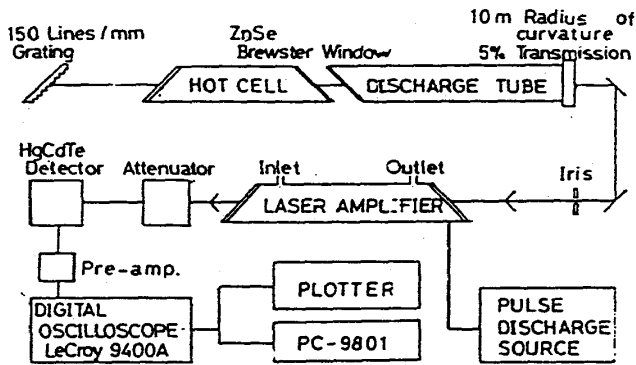 150 Lines/mm
Grating
ZnSe
Brewster Window
10 m Radius of
curvature
5% Transmission
HOT CELL
DISCHARGE TUBE
HgCdTe
Detector
Attenuator
Inlet
Outlet
Iris
LASER AMPLIFIER
Pre-amp.
DIGITAL
OSCILLOSCOPE
LeCroy 9400A
PLOTTER
PC-9801
PULSE
DISCHARGE
SOURCE